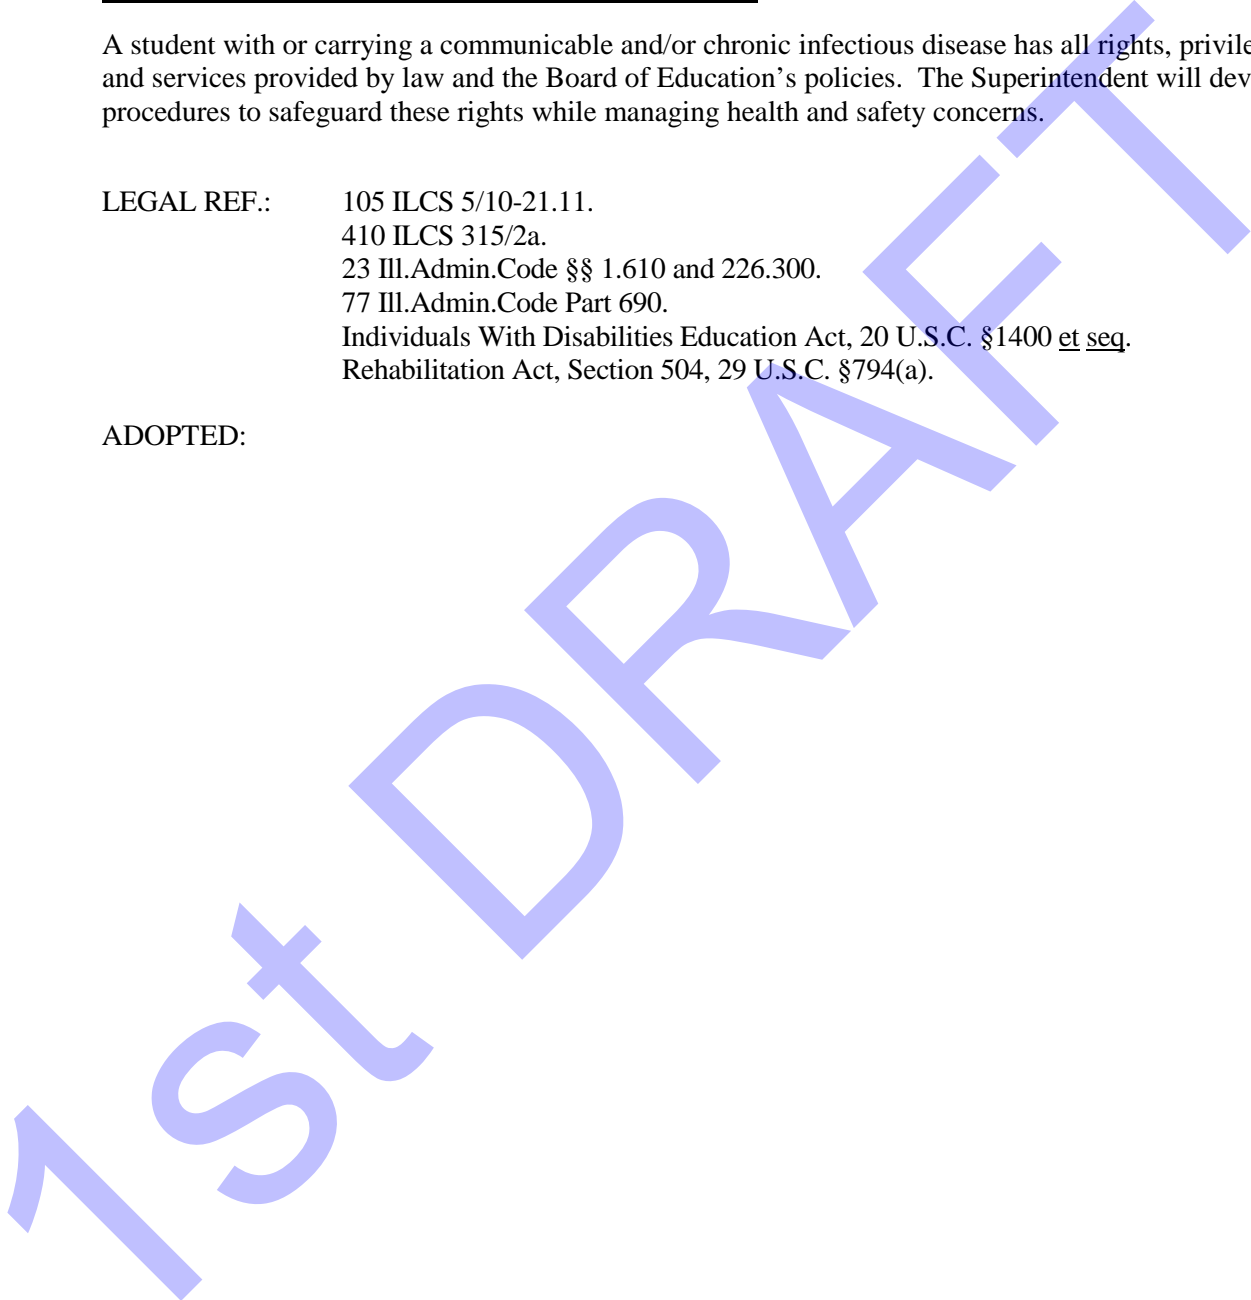 A student with or carrying a communicable and/or chronic infectious disease has all rights,
and services provided by law and the Board of Education’s policies.  The Superintendent will
procedures to safeguard these rights while managing health and safety concerns.
LEGAL REF.: 105 ILCS 5/10-21.11.
410 ILCS 315/2a.
23 Ill.Admin.Code §§ 1.610 and 226.300.
77 Ill.Admin.Code Part 690.
Individuals With Disabilities Education Act, 20 U.S.C. §1400 et seq.
Rehabilitation Act, Section 504, 29 U.S.C. §794(a).
ADOPTED:
1st DRAFT